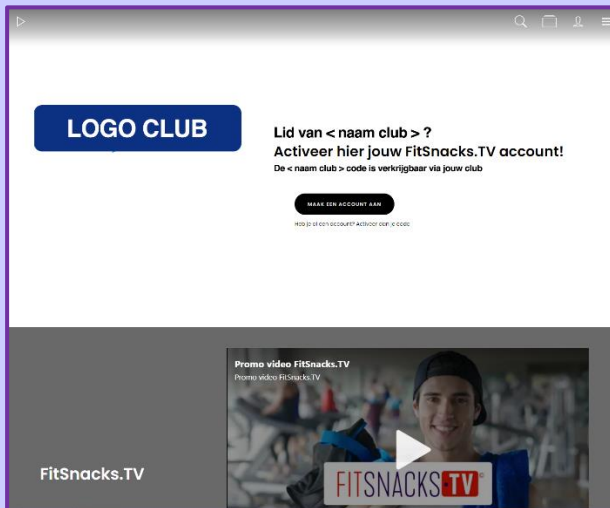 LOGO CLUB
Lid van < naam club > ?
Activeer hier jouw FitSnacks.TV account!
De < naam club > code is verkrijgbaar via jouw club
MAAK EEN ACCOUNT AAN
Heb je al een account? Activeer dan je code
FitSnacks.TV
Promo video FitSnacks.TV
Promo video FitSnacks.TV
FITSNACKS TV